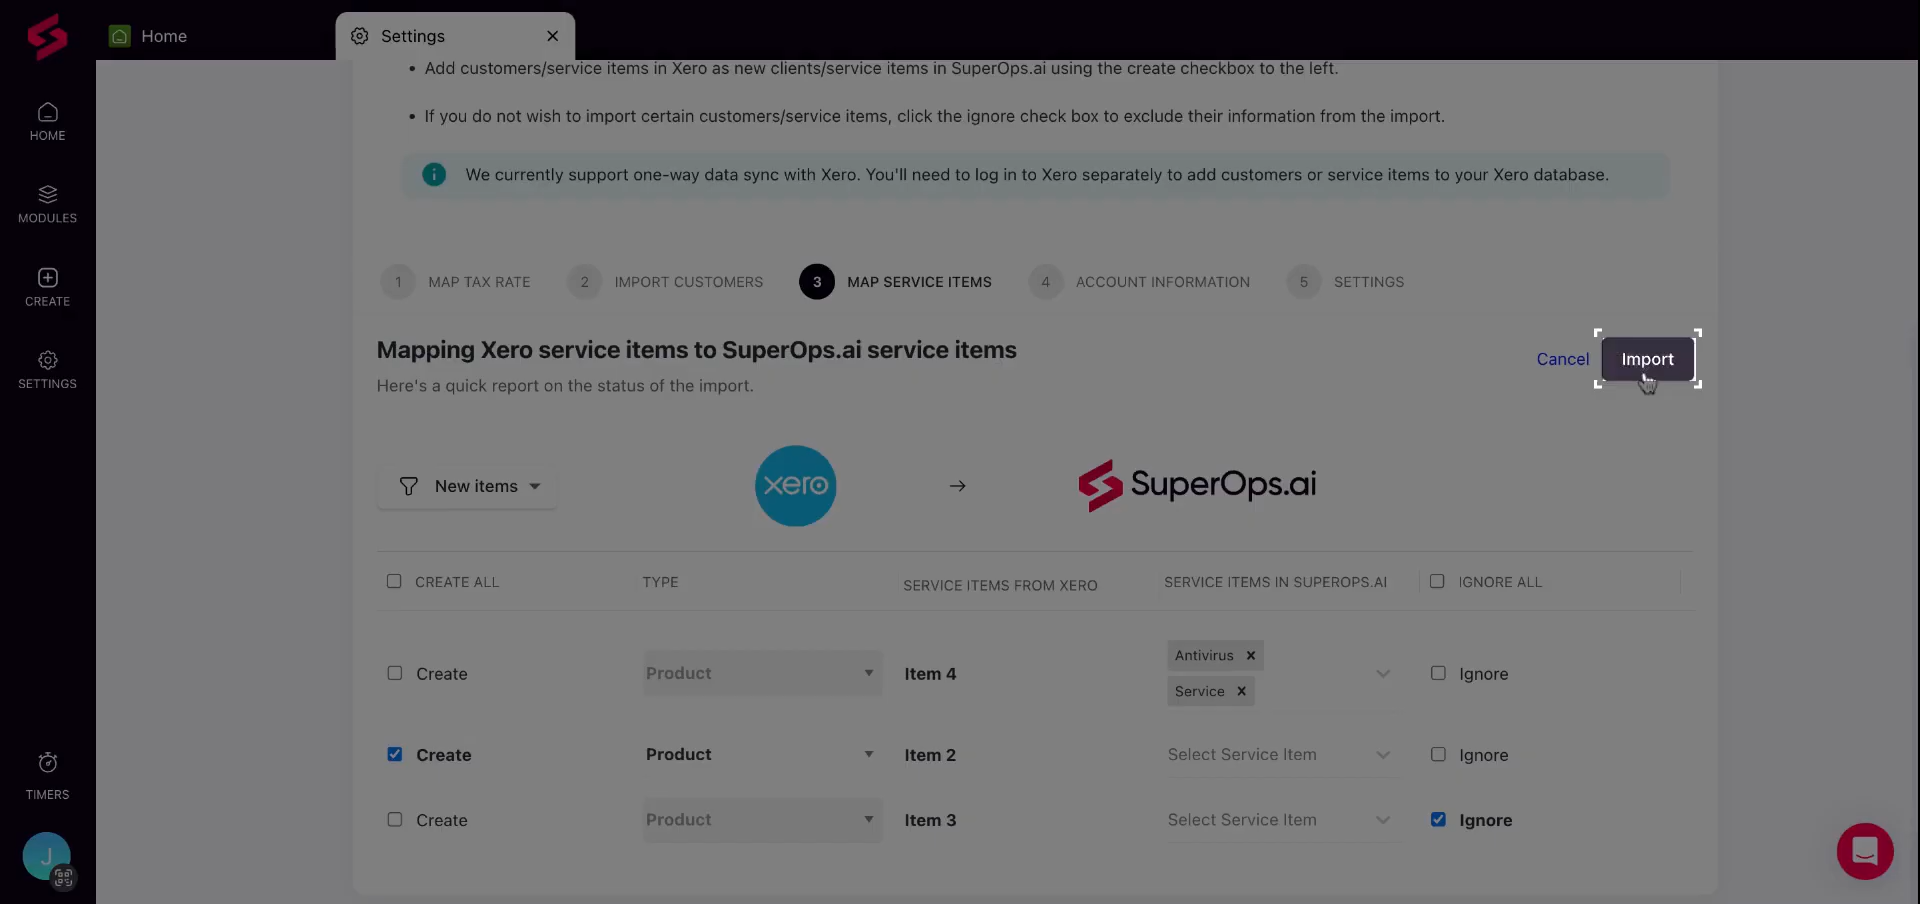 Home
Settings
HOME
MODULES
CREATE
SETTINGS
TIMERS
J
• Add customers/service items in Xero as new clients/service items in SuperOps.ai using the create checkbox to the left.
• If you do not wish to import certain customers/service items, click the ignore check box to exclude their information from the import.
We currently support one-way data sync with Xero. You'll need to log in to Xero separately to add customers or service items to your Xero database.
1 MAP TAX RATE 2 IMPORT CUSTOMERS 3 MAP SERVICE ITEMS 4 ACCOUNT INFORMATION 5 SETTINGS
Mapping Xero service items to SuperOps.ai service items
Cancel Import
Here's a quick report on the status of the import.
New items xero → SuperOps.ai
CREATE ALL TYPE SERVICE ITEMS FROM XERO SERVICE ITEMS IN SUPEROPS.AI IGNORE ALL
Create Product Item 4 Antivirus Service Ignore
Create Product Item 2 Select Service Item Ignore
Create Product Item 3 Select Service Item Ignore